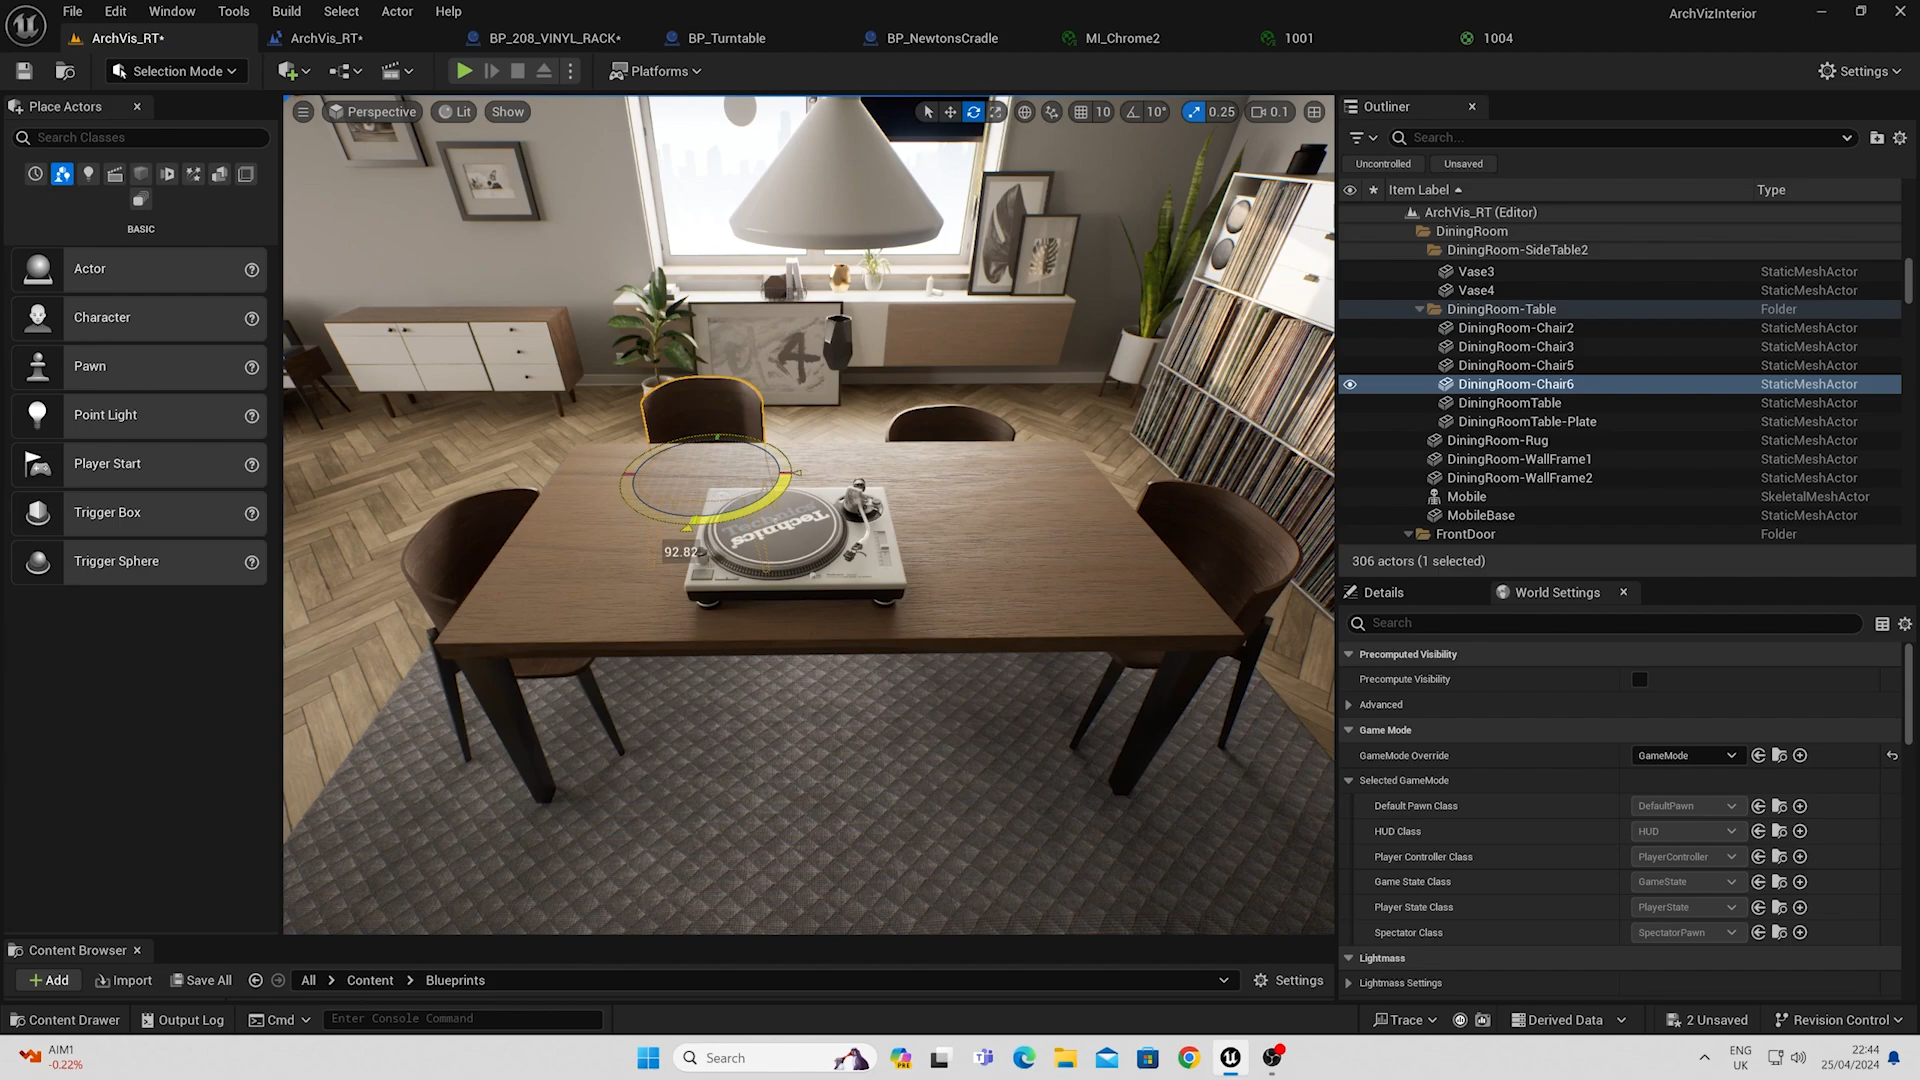 File Edit Window Tools Build Select Actor Help
ArchVizInterior
ArchVis_RT* ArchVis_RT* BP_208_VINYL_RACK* BP_Turntable BP_NewtonsCradle MI_Chrome2 1001 1004
Selection Mode Platforms Settings
Place Actors
Search Classes
BASIC
Actor
Character
Pawn
Point Light
Player Start
Trigger Box
Trigger Sphere
Perspective Lit Show 10 10° 0.25 0.1
4
Technics
Technics
92.82
Outliner
Search...
Uncontrolled Unsaved
Item Label Type
ArchVis_RT (Editor)
DiningRoom
DiningRoom-SideTable2
Vase3 StaticMeshActor
Vase4 StaticMeshActor
DiningRoom-Table Folder
DiningRoom-Chair2 StaticMeshActor
DiningRoom-Chair3 StaticMeshActor
DiningRoom-Chair5 StaticMeshActor
DiningRoom-Chair6 StaticMeshActor
DiningRoomTable StaticMeshActor
DiningRoomTable-Plate StaticMeshActor
DiningRoom-Rug StaticMeshActor
DiningRoom-WallFrame1 StaticMeshActor
DiningRoom-WallFrame2 StaticMeshActor
Mobile SkeletalMeshActor
MobileBase StaticMeshActor
FrontDoor Folder
306 actors (1 selected)
Details World Settings
Search
Precomputed Visibility
Precompute Visibility
Advanced
Game Mode
GameMode Override GameMode
Selected GameMode
Default Pawn Class DefaultPawn
HUD Class HUD
Player Controller Class PlayerController
Game State Class GameState
Player State Class PlayerState
Spectator Class SpectatorPawn
Lightmass
Lightmass Settings
Content Browser
Add Import Save All All Content Blueprints Settings
Content Drawer Output Log Cmd Enter Console Command Trace Derived Data 2 Unsaved Revision Control
AIM1
-0.22%
Search
PRE
ENG
UK
22:44
25/04/2024